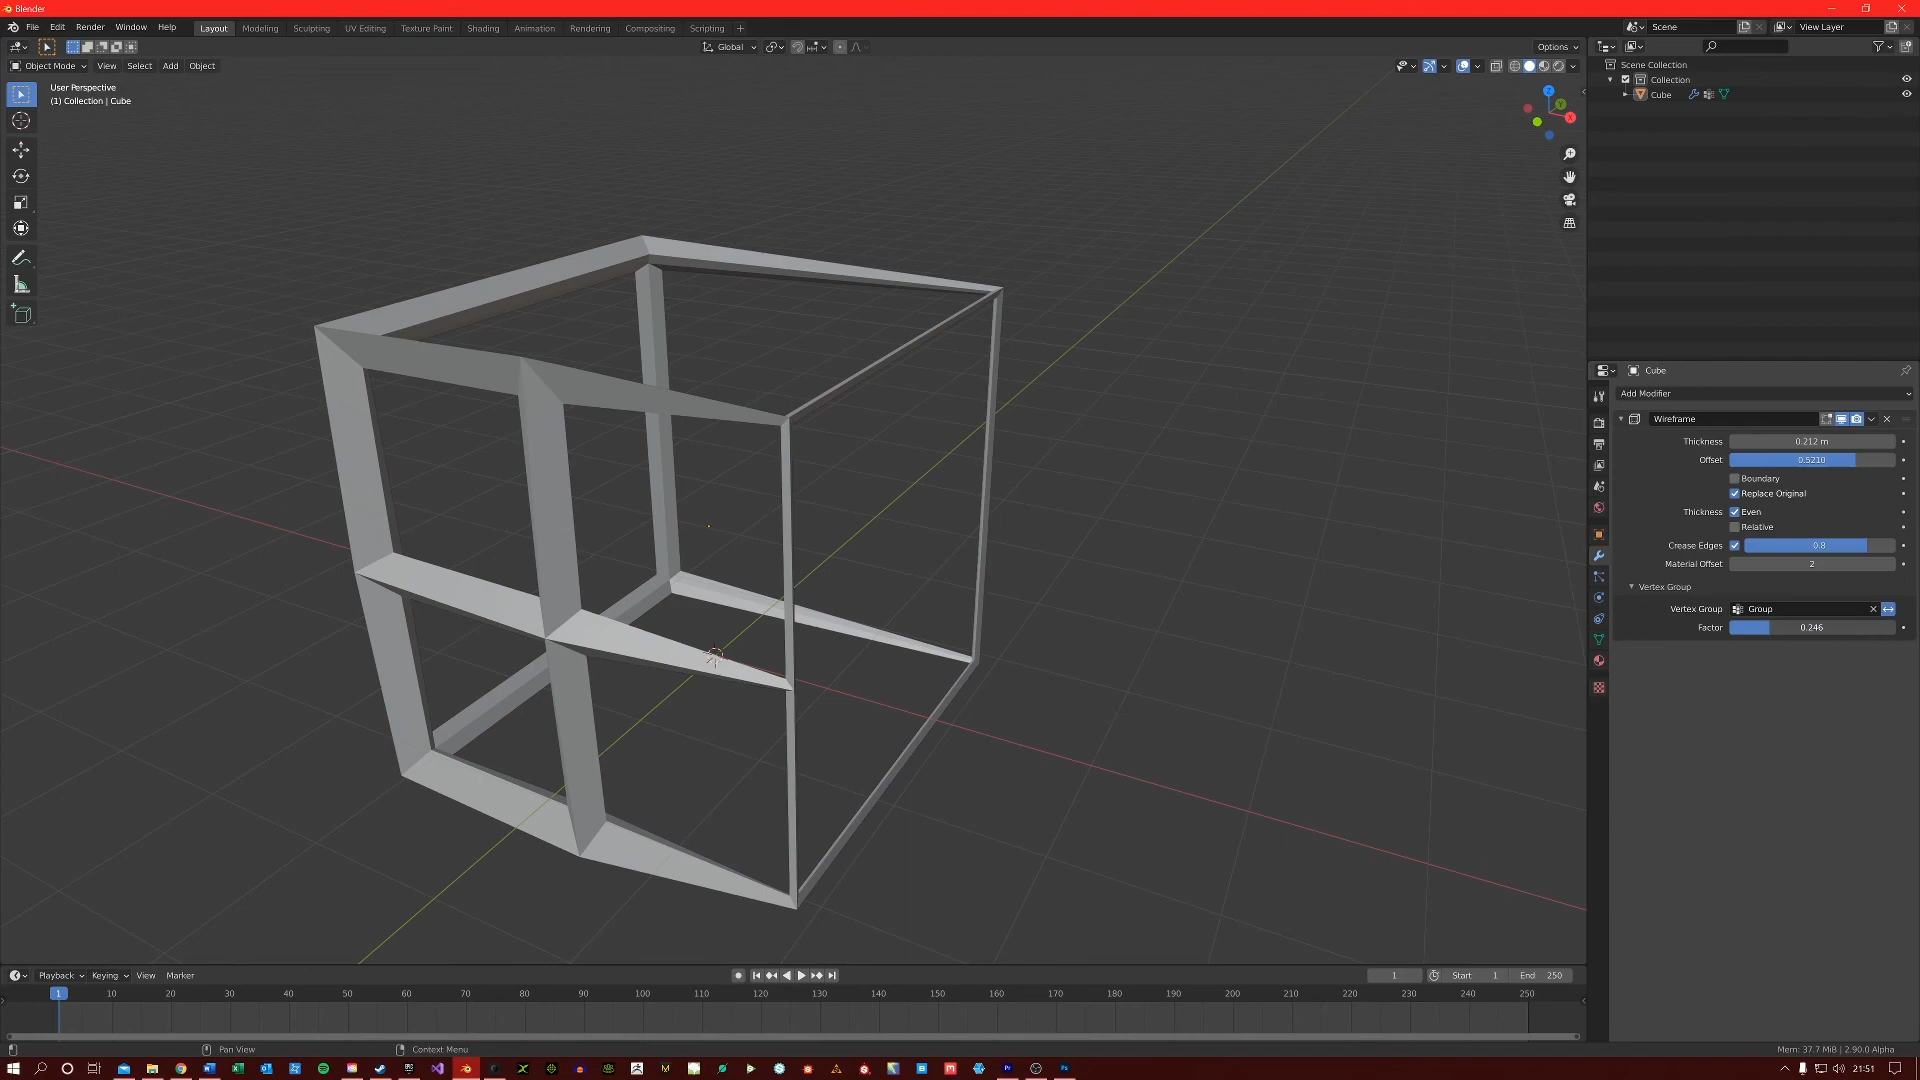 Blender
File Edit Render Window Help Layout Modeling Sculpting UV Editing Texture Paint Shading Animation Rendering Compositing Scripting + Scene View Layer
Global Options
Object Mode View Select Add Object
User Perspective
(1) Collection | Cube
Z
Y
X
Scene Collection
Collection
Cube
Cube
Add Modifier
Wireframe
Thickness 0.212 m
Offset 0.5210
Boundary
Replace Original
Thickness Even
Relative
Crease Edges 0.8
Material Offset 2
Vertex Group
Vertex Group Group
Factor 0.246
Playback Keying View Marker 1 Start 1 End 250
1 10 20 30 40 50 60 70 80 90 100 110 120 130 140 150 160 170 180 190 200 210 220 230 240 250
Pan View Context Menu Mem: 37.7 MiB | 2.90.0 Alpha
21:51